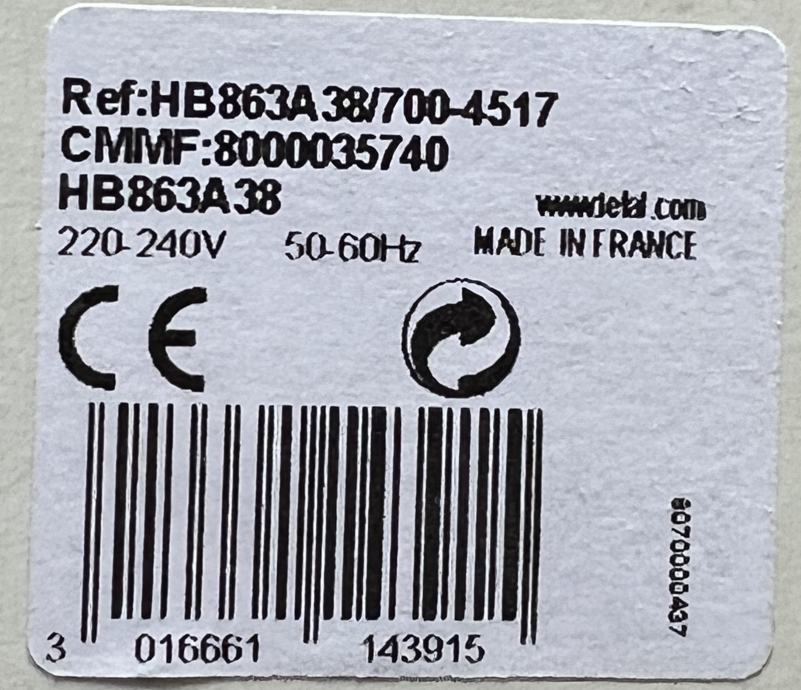 Ref:HB863A38/700-4517
CMMF:8000035740
HB863A38
www.tefal.com
220-240V 50-60Hz MADE IN FRANCE
CE
3 016661 143915
8070000437